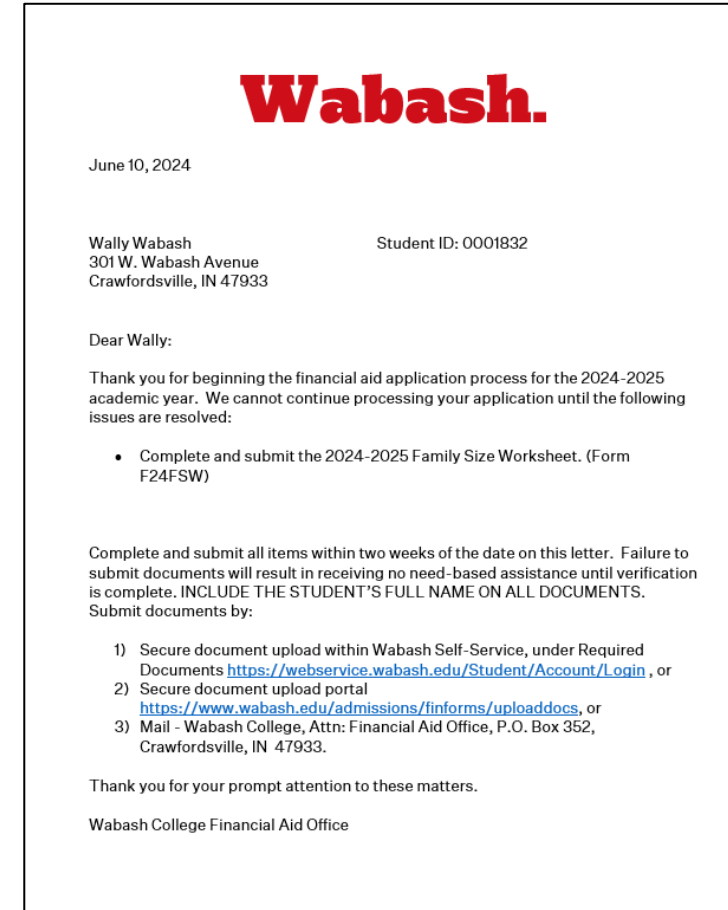 Wabash.
June 10, 2024
Wally Wabash Student ID: 0001832
301 W. Wabash Avenue
Crawfordsville, IN 47933
Dear Wally:
Thank you for beginning the financial aid application process for the 2024-2025
academic year.  We cannot continue processing your application until the following
issues are resolved:
• Complete and submit the 2024-2025 Family Size Worksheet. (Form
F24FSW)
Complete and submit all items within two weeks of the date on this letter.  Failure to
submit documents will result in receiving no need-based assistance until verification
is complete. INCLUDE THE STUDENT'S FULL NAME ON ALL DOCUMENTS.
Submit documents by:
1) Secure document upload within Wabash Self-Service, under Required
Documents https://webservice.wabash.edu/Student/Account/Login , or
2) Secure document upload portal
https://www.wabash.edu/admissions/finforms/uploaddocs, or
3) Mail - Wabash College, Attn: Financial Aid Office, P.O. Box 352,
Crawfordsville, IN  47933.
Thank you for your prompt attention to these matters.
Wabash College Financial Aid Office